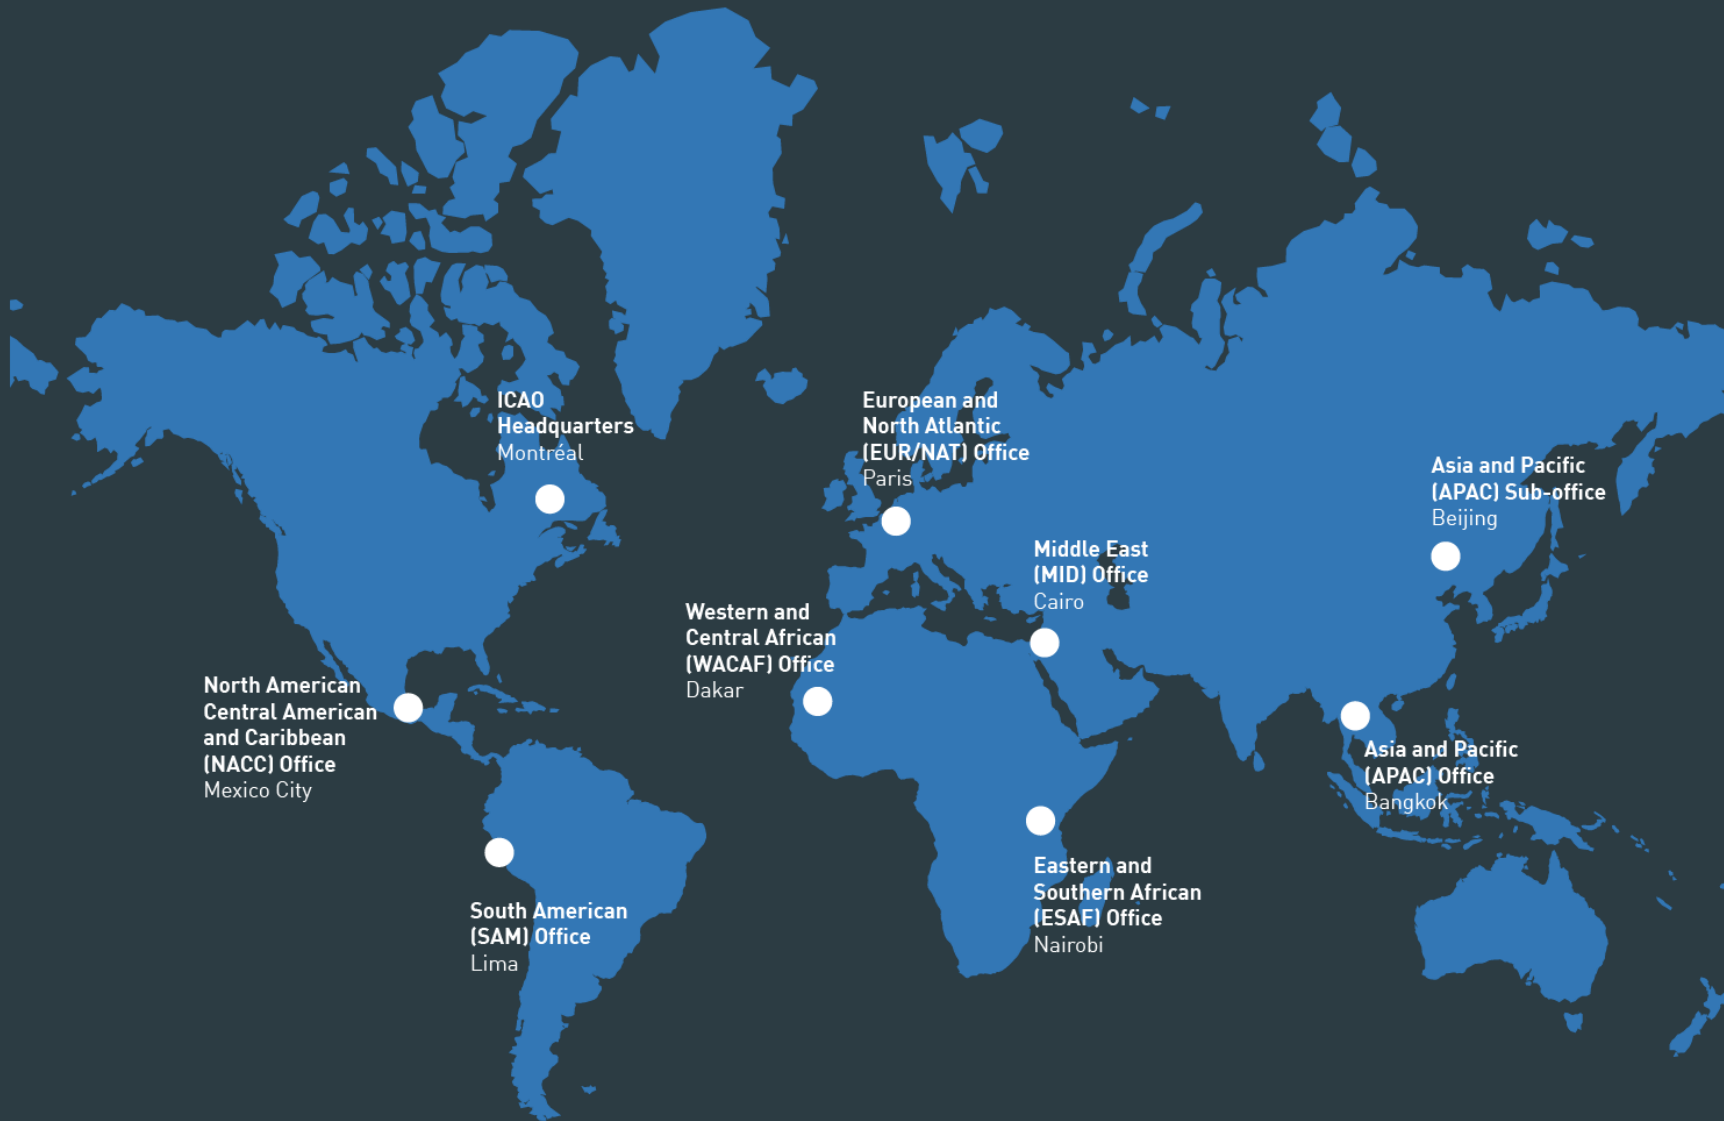 ICAO
Headquarters
Montréal
European and
North Atlantic
(EUR/NAT) Office
Paris
Asia and Pacific
(APAC) Sub-office
Beijing
Middle East
(MID) Office
Cairo
Western and
Central African
(WACAF) Office
Dakar
North American
Central American
and Caribbean
(NACC) Office
Mexico City
Asia and Pacific
(APAC) Office
Bangkok
Eastern and
Southern African
(ESAF) Office
Nairobi
South American
(SAM) Office
Lima